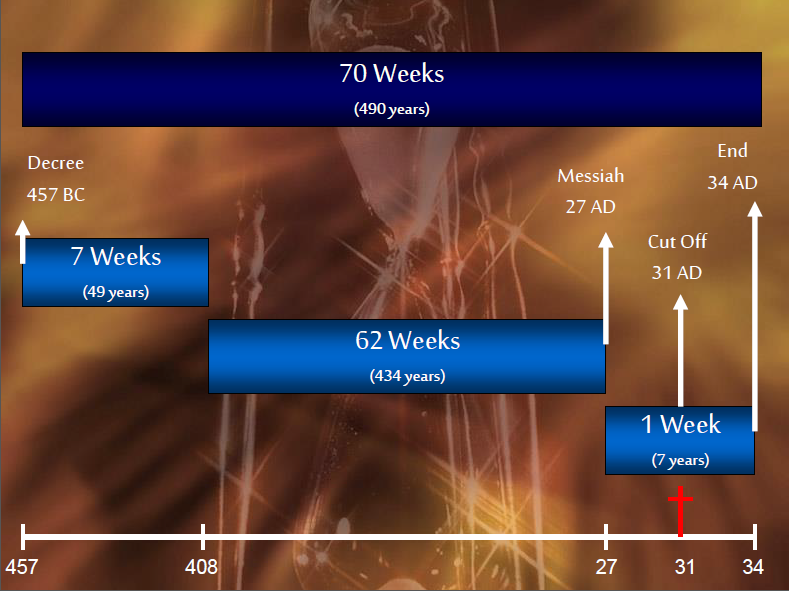 70 Weeks
(490 years)
Decree
457 BC
Messiah
27 AD
End
34 AD
Cut Off
31 AD
7 Weeks
(49 years)
62 Weeks
(434 years)
1 Week
(7 years)
457
408
27
31
34